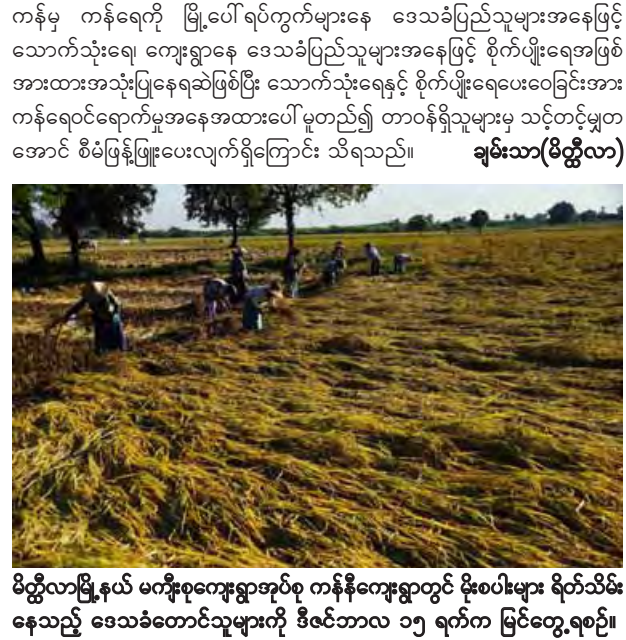 ကန်မှ ကန်ရေကို မြို့ပေါ်ရပ်ကွက်များနေ ဒေသခံပြည်သူများအနေဖြင့်
သောက်သုံးရေ၊ ကျေးရွာနေ ဒေသခံပြည်သူများအနေဖြင့် စိုက်ပျိုးရေအဖြစ်
အားထားအသုံးပြုနေရဆဲဖြစ်ပြီး သောက်သုံးရေနှင့် စိုက်ပျိုးရေပေးဝေခြင်းအား
ကန်ရေဝင်ရောက်မှုအနေအထားပေါ်မူတည်၍ တာဝန်ရှိသူများမှ သင့်တင့်မျှတ
အောင် စီမံဖြန့်ဖြူးပေးလျက်ရှိကြောင်း သိရသည်။ ချမ်းသာ(မိတ္ထီလာ)
မိတ္ထီလာမြို့နယ် မကျီးစုကျေးရွာအုပ်စု ကန်နီကျေးရွာတွင် မိုးစပါးများ ရိတ်သိမ်း
နေသည့် ဒေသခံတောင်သူများကို ဒီဇင်ဘာလ ၁၅ ရက်က မြင်တွေ့ရစဉ်။